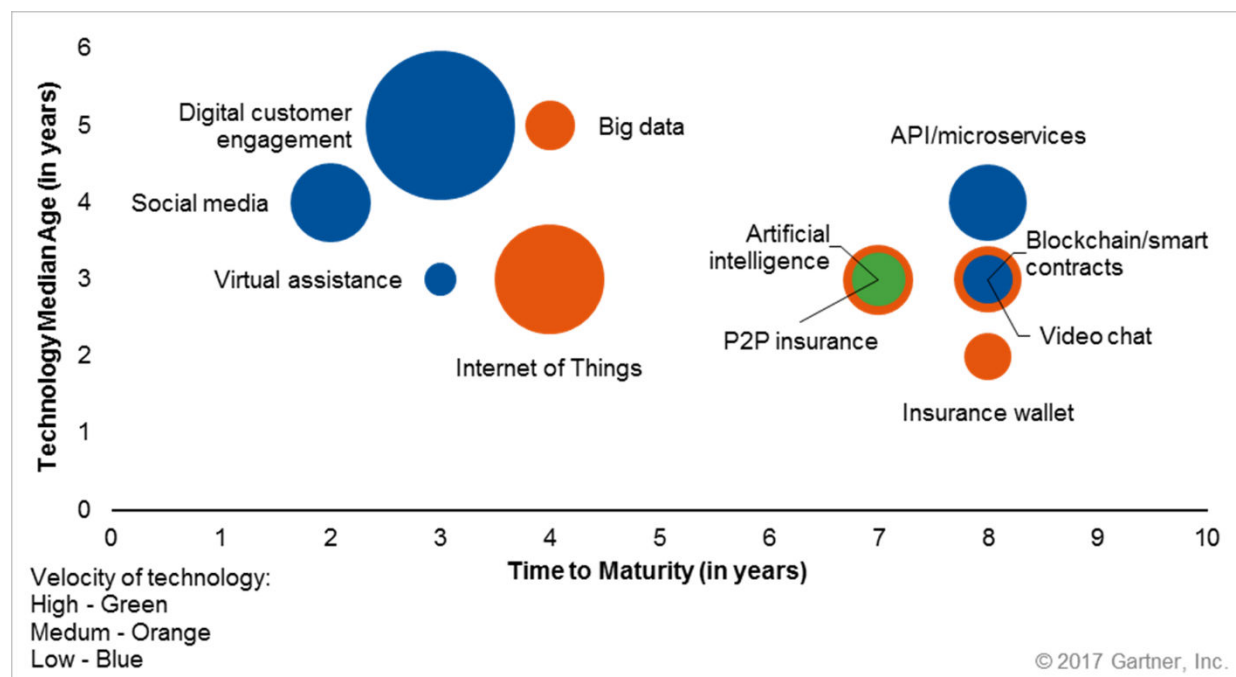 Technology Median Age (in years)
6
5
4
3
2
1
0
Digital customer
engagement
Big data
API/microservices
Social media
Artificial
intelligence
Blockchain/smart
contracts
Virtual assistance
P2P insurance
Video chat
Internet of Things
Insurance wallet
0 1 2 3 4 5 6 7 8 9 10
Time to Maturity (in years)
Velocity of technology:
High - Green
Medum - Orange
Low - Blue
© 2017 Gartner, Inc.